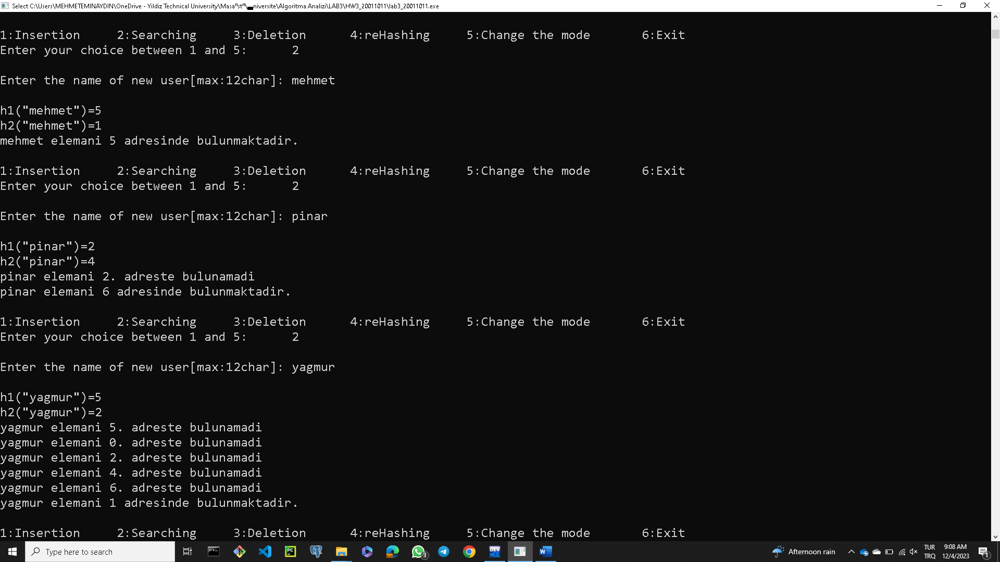 Select C:\Users\MEHMETEMINAYDIN\OneDrive - Yildiz Technical University\Masaⁿstⁿ\▄niversite\Algoritma Analizi\LAB3\HW3_20011011\lab3_20011011.exe
1:Insertion 2:Searching 3:Deletion 4:reHashing 5:Change the mode 6:Exit
Enter your choice between 1 and 5: 2
Enter the name of new user[max:12char]: mehmet
h1("mehmet")=5
h2("mehmet")=1
mehmet elemani 5 adresinde bulunmaktadir.
1:Insertion 2:Searching 3:Deletion 4:reHashing 5:Change the mode 6:Exit
Enter your choice between 1 and 5: 2
Enter the name of new user[max:12char]: pinar
h1("pinar")=2
h2("pinar")=4
pinar elemani 2. adreste bulunamadi
pinar elemani 6 adresinde bulunmaktadir.
1:Insertion 2:Searching 3:Deletion 4:reHashing 5:Change the mode 6:Exit
Enter your choice between 1 and 5: 2
Enter the name of new user[max:12char]: yagmur
h1("yagmur")=5
h2("yagmur")=2
yagmur elemani 5. adreste bulunamadi
yagmur elemani 0. adreste bulunamadi
yagmur elemani 2. adreste bulunamadi
yagmur elemani 4. adreste bulunamadi
yagmur elemani 6. adreste bulunamadi
yagmur elemani 1 adresinde bulunmaktadir.
1:Insertion 2:Searching 3:Deletion 4:reHashing 5:Change the mode 6:Exit
Type here to search PC 3 DEV Afternoon rain TUR 9:08 AM
TRQ 12/4/2023 1